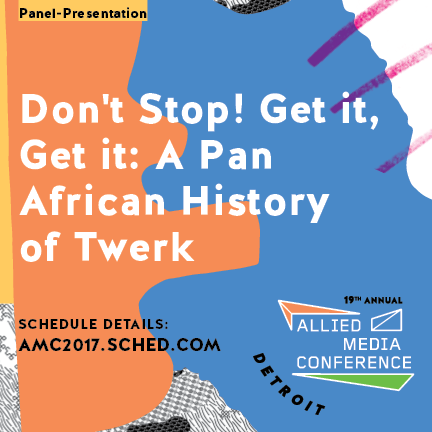 Panel-Presentation
Don't Stop! Get it,
Get it: A Pan
African History
of Twerk
SCHEDULE DETAILS:
AMC2017.SCHED.COM
19TH ANNUAL
ALLIED
MEDIA
CONFERENCE
DETROIT